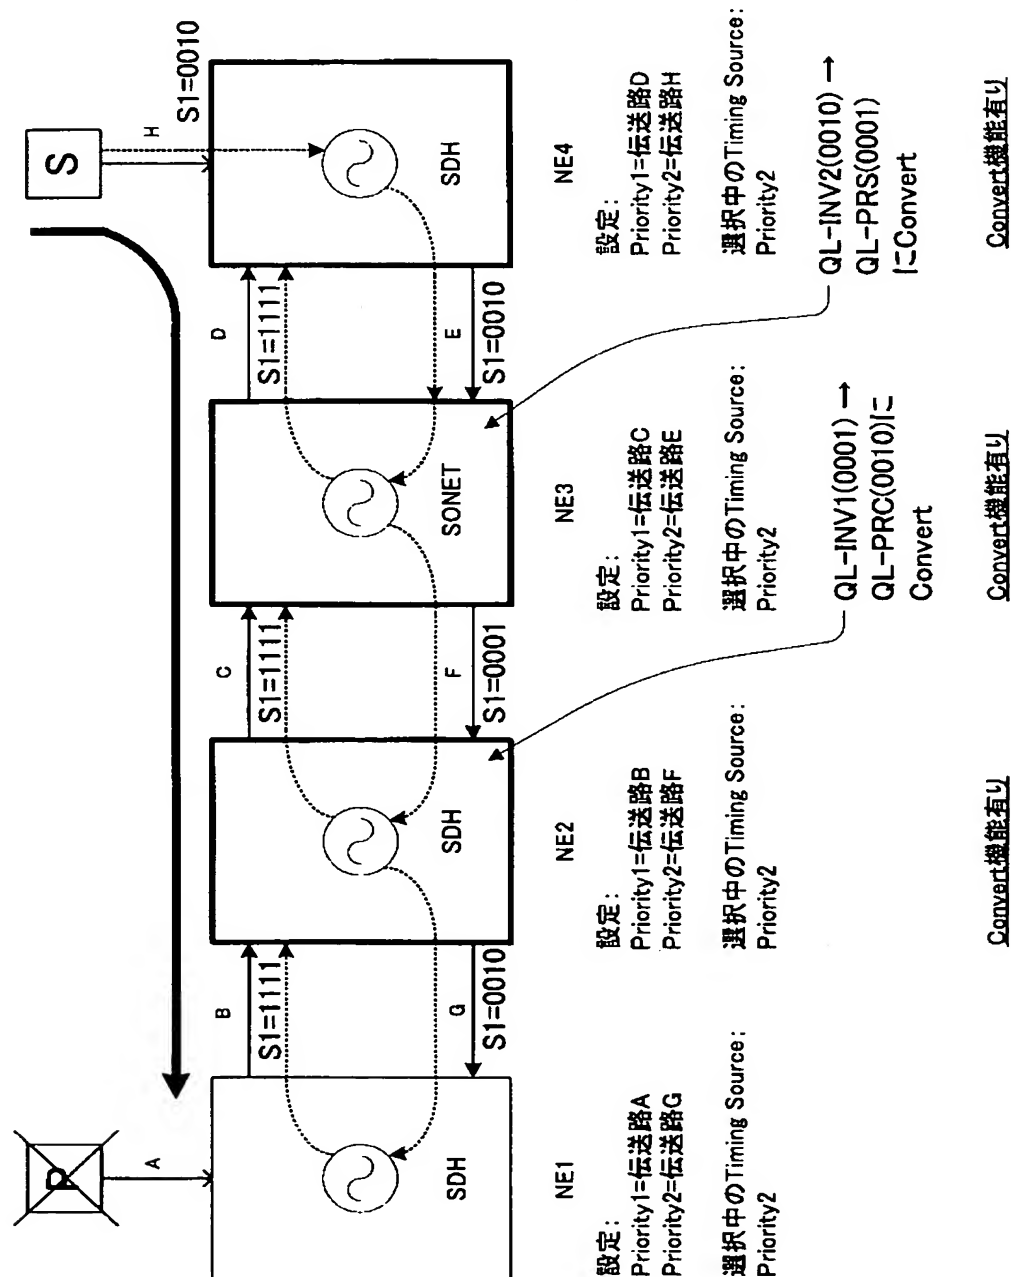 P
A
S
H
S1=0010
B
S1=1111
C
S1=1111
D
S1=1111
G
S1=0010
F
S1=0001
E
S1=0010
SDH
SDH
SONET
SDH
NE1
設定:
Priority1=伝送路A
Priority2=伝送路G
選択中のTiming Source:
Priority2
NE2
設定:
Priority1=伝送路B
Priority2=伝送路F
選択中のTiming Source:
Priority2
Convert機能有り
NE3
設定:
Priority1=伝送路C
Priority2=伝送路E
選択中のTiming Source:
Priority2
QL-INV1(0001) →
QL-PRC(0010)に
Convert
Convert機能有り
NE4
設定:
Priority1=伝送路D
Priority2=伝送路H
選択中のTiming Source:
Priority2
QL-INV2(0010) →
QL-PRS(0001)
にConvert
Convert機能有り